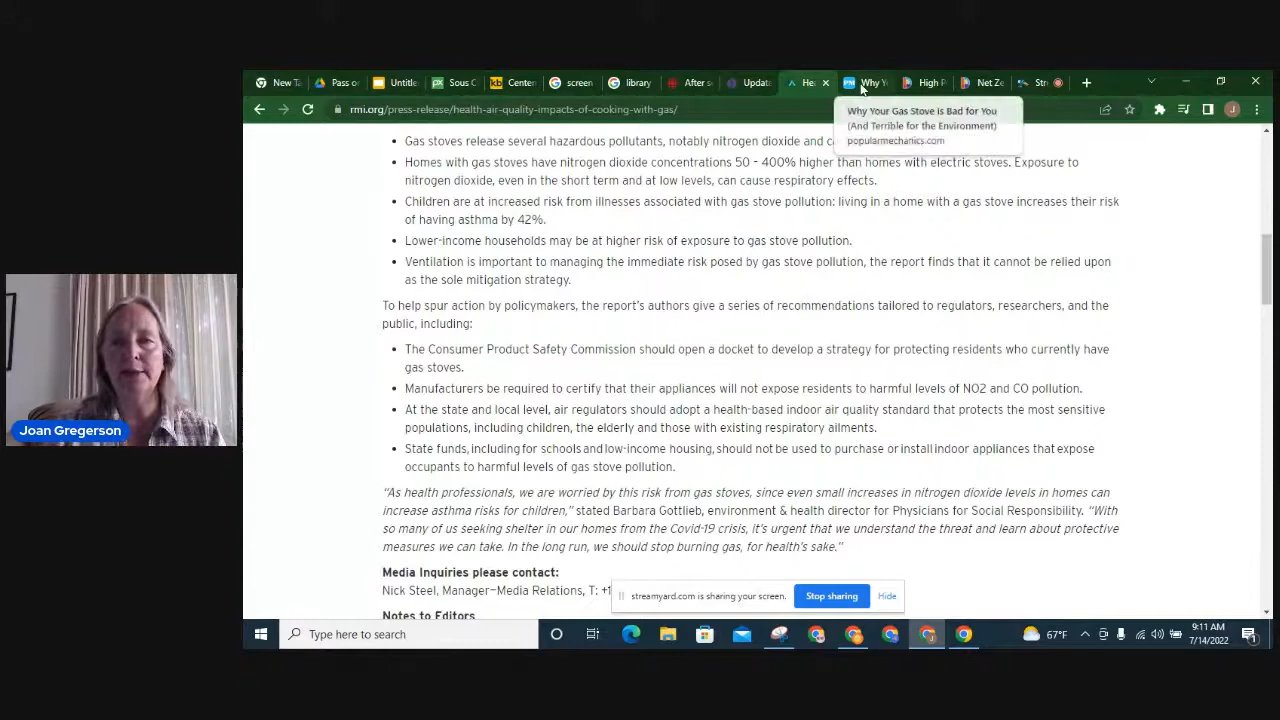 New Ta
Pass or
Untitle
Sous C
Center
screen
library
After s
Update
Hea
Why Y
High P
Net Ze
Stre
rmi.org/press-release/health-air-quality-impacts-of-cooking-with-gas/
Why Your Gas Stove is Bad for You
(And Terrible for the Environment)
popularmechanics.com
Gas stoves release several hazardous pollutants, notably nitrogen dioxide and
Homes with gas stoves have nitrogen dioxide concentrations 50 – 400% higher than homes with electric stoves. Exposure to
nitrogen dioxide, even in the short term and at low levels, can cause respiratory effects.
Children are at increased risk from illnesses associated with gas stove pollution: living in a home with a gas stove increases their risk
of having asthma by 42%.
Lower-income households may be at higher risk of exposure to gas stove pollution.
Ventilation is important to managing the immediate risk posed by gas stove pollution, the report finds that it cannot be relied upon
as the sole mitigation strategy.
To help spur action by policymakers, the report's authors give a series of recommendations tailored to regulators, researchers, and the
public, including:
The Consumer Product Safety Commission should open a docket to develop a strategy for protecting residents who currently have
gas stoves.
Manufacturers be required to certify that their appliances will not expose residents to harmful levels of NO2 and CO pollution.
At the state and local level, air regulators should adopt a health-based indoor air quality standard that protects the most sensitive
populations, including children, the elderly and those with existing respiratory ailments.
State funds, including for schools and low-income housing, should not be used to purchase or install indoor appliances that expose
occupants to harmful levels of gas stove pollution.
"As health professionals, we are worried by this risk from gas stoves, since even small increases in nitrogen dioxide levels in homes can
increase asthma risks for children," stated Barbara Gottlieb, environment & health director for Physicians for Social Responsibility. "With
so many of us seeking shelter in our homes from the Covid-19 crisis, it's urgent that we understand the threat and learn about protective
measures we can take. In the long run, we should stop burning gas, for health's sake."
Media Inquiries please contact:
Nick Steel, Manager—Media Relations, T: +1
Notes to Editors
streamyard.com is sharing your screen.
Stop sharing
Hide
Joan Gregerson
Type here to search
67°F
9:11 AM
7/14/2022